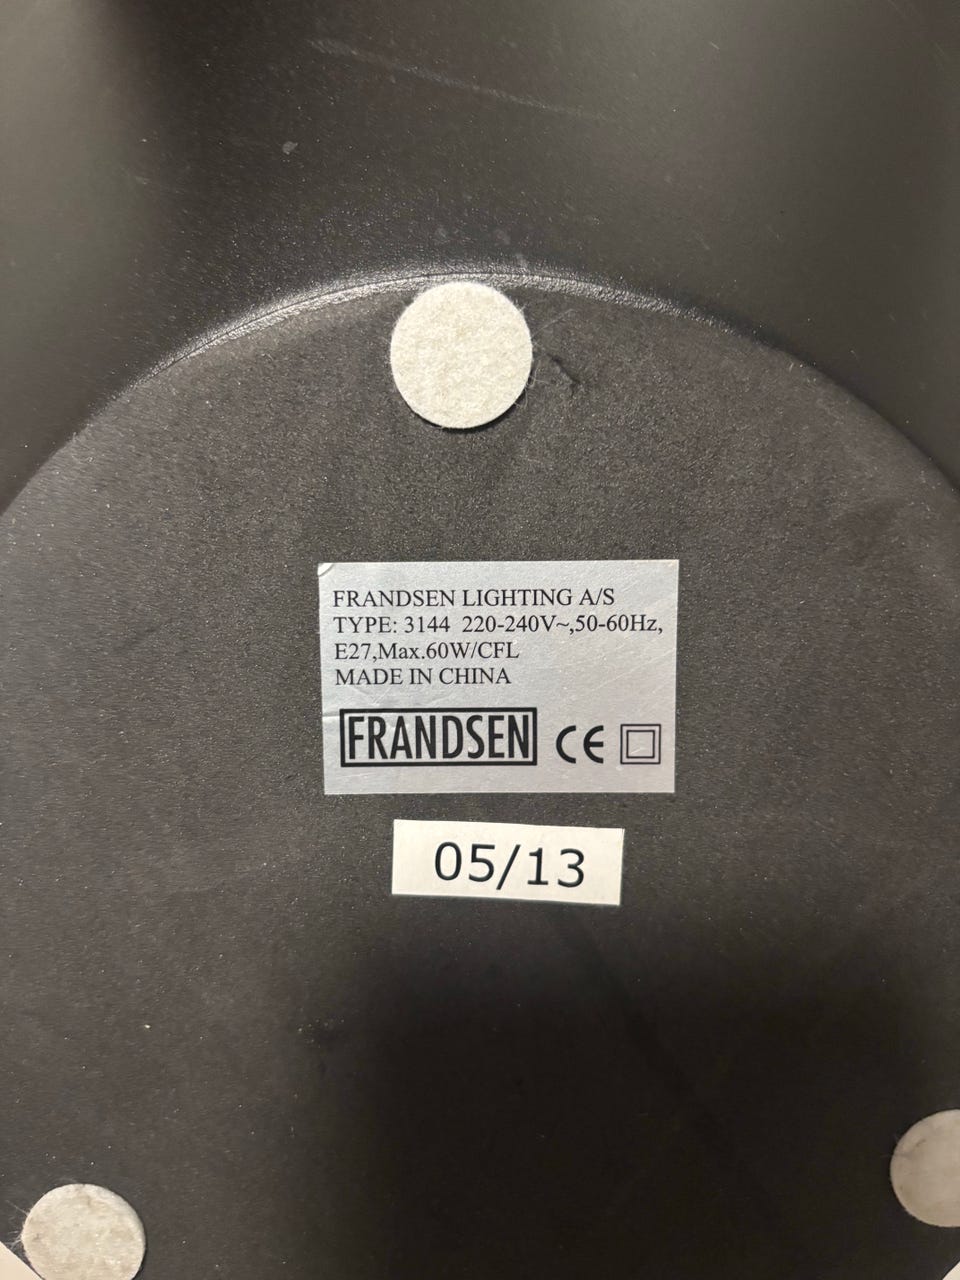 FRANDSEN LIGHTING A/S
TYPE: 3144 220-240V~,50-60Hz,
E27,Max.60W/CFL
MADE IN CHINA
FRANDSEN CE
05/13